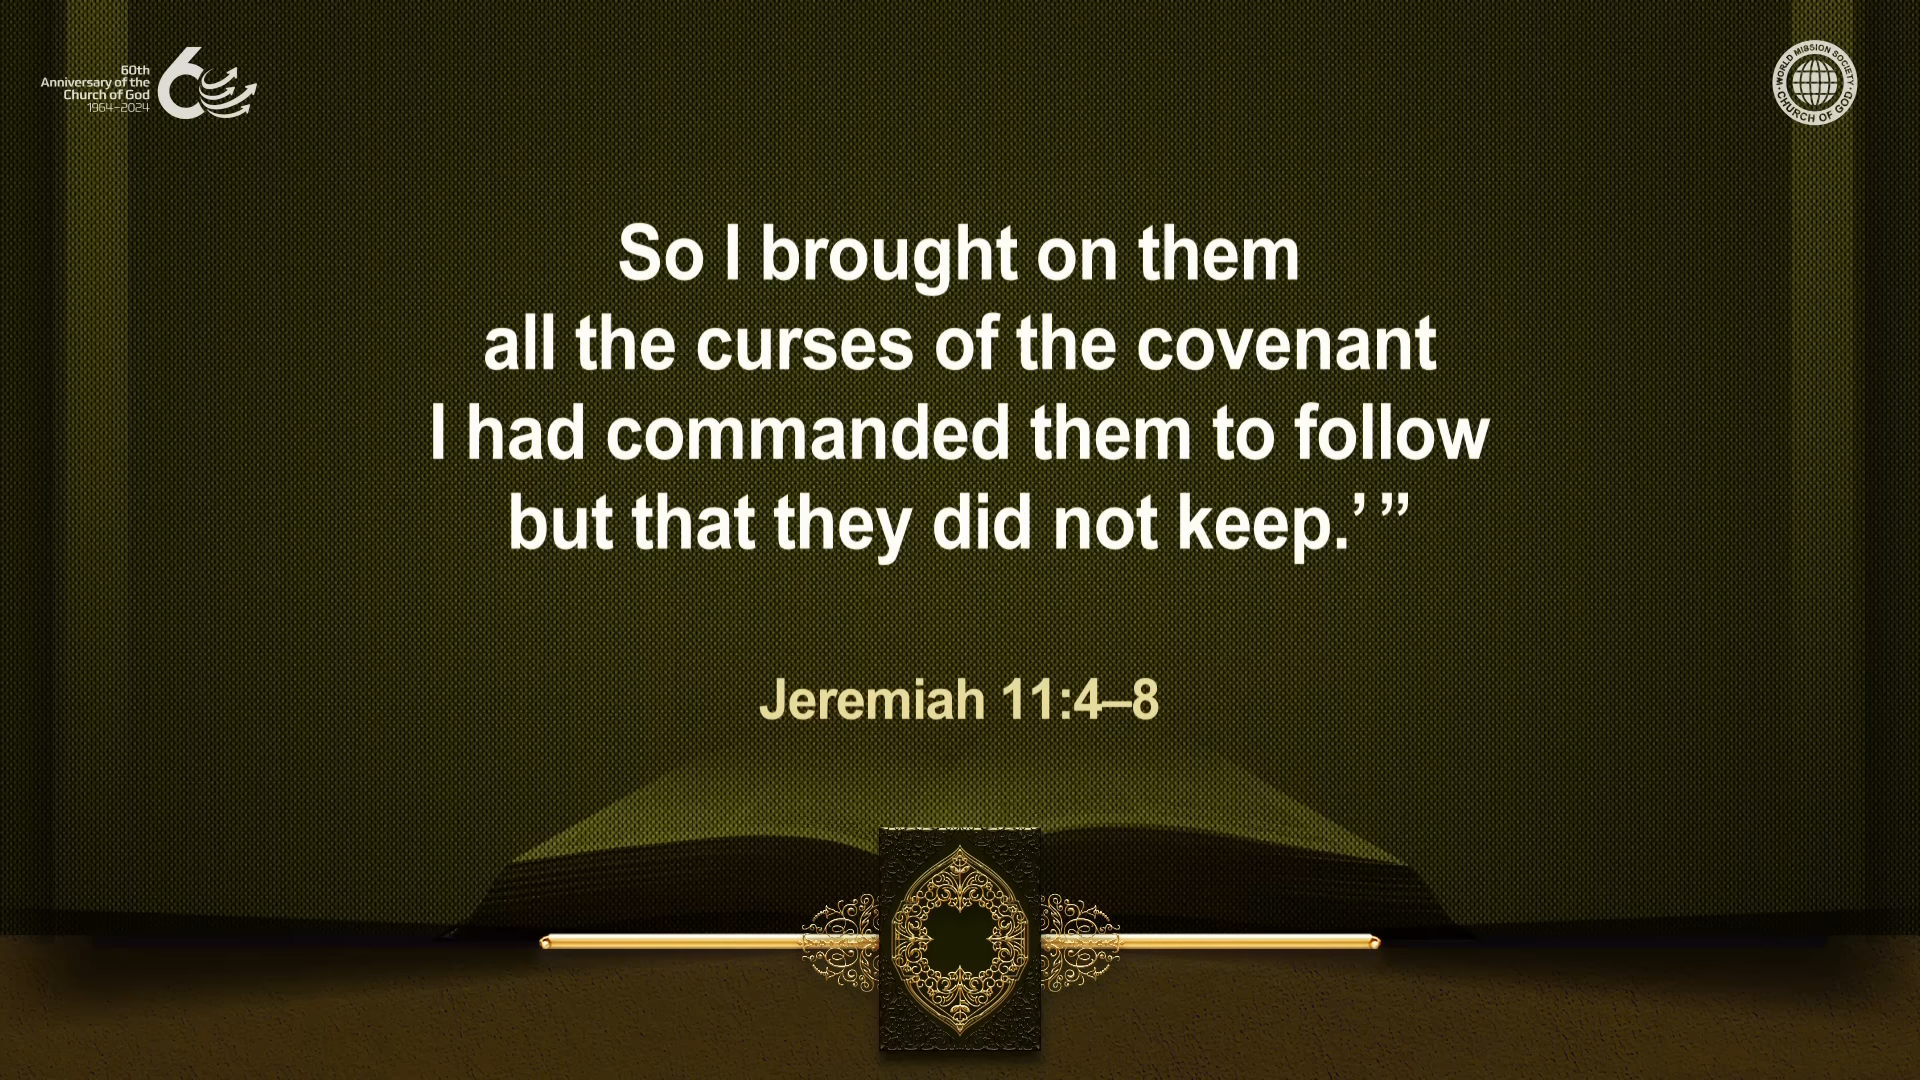 60th
Anniversary of the
Church of God
1964–2024
60
WORLD MISSION SOCIETY
CHURCH OF GOD
So I brought on them
all the curses of the covenant
I had commanded them to follow
but that they did not keep.’ ”
Jeremiah 11:4–8